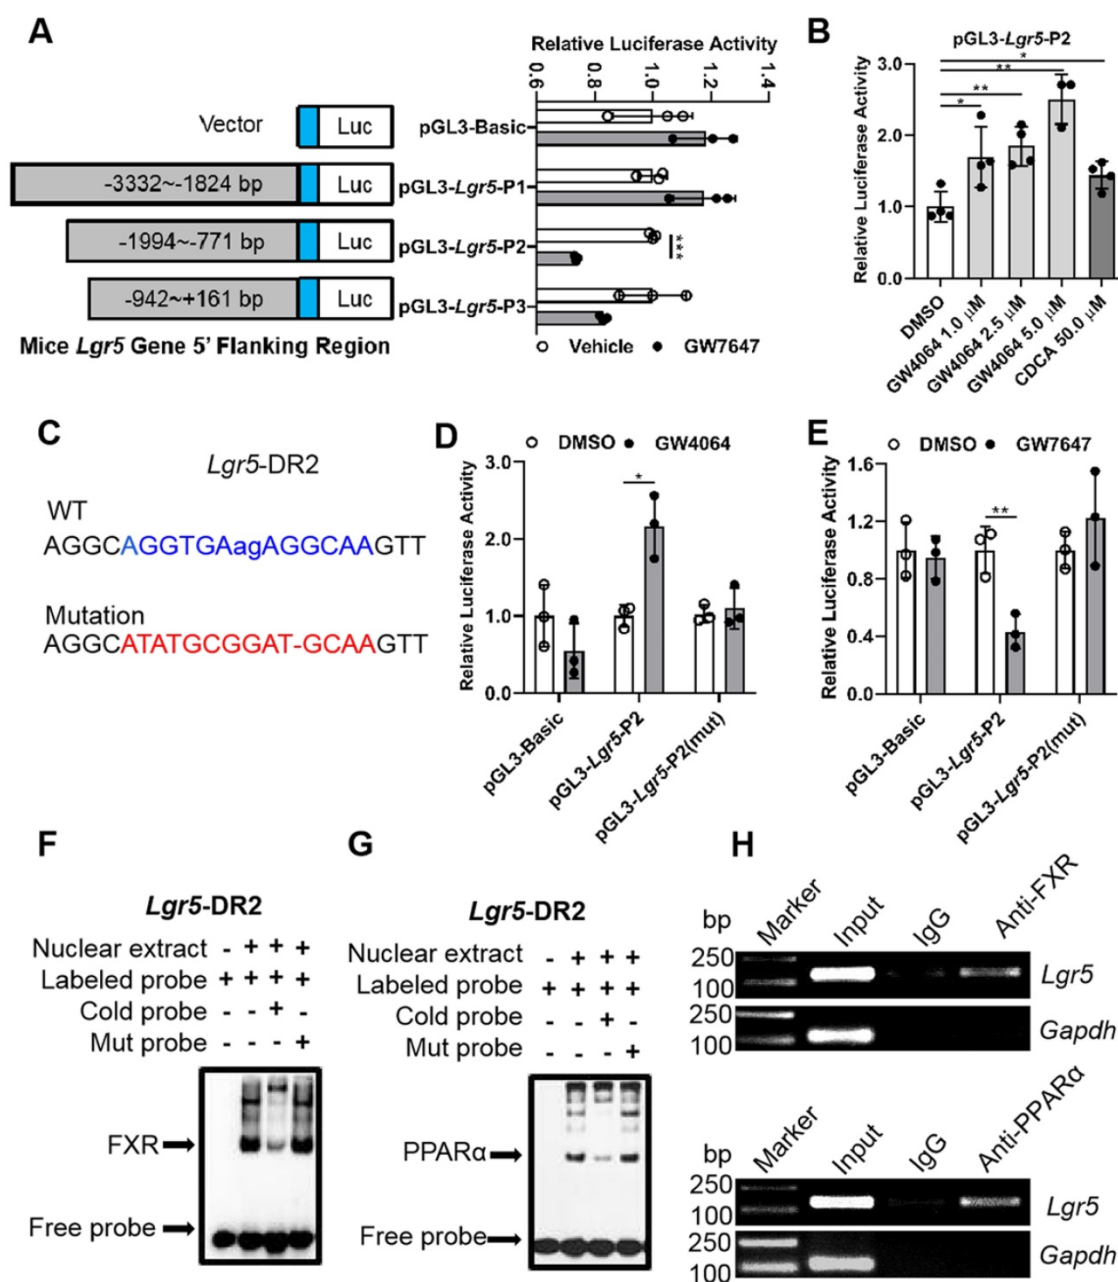 A
Relative Luciferase Activity
0.6
0.8
1.0
1.2
1.4
Vector
Luc
pGL3-Basic
-3332~-1824 bp
Luc
pGL3-Lgr5-P1
-1994~-771 bp
Luc
pGL3-Lgr5-P2
***
-942~+161 bp
Luc
pGL3-Lgr5-P3
Mice Lgr5 Gene 5' Flanking Region
Vehicle
GW7647
B
pGL3-Lgr5-P2
Relative Luciferase Activity
3.0
2.0
1.0
0.0
*
**
**
*
DMSO
GW4064 1.0 μM
GW4064 2.5 μM
GW4064 5.0 μM
CDCA 50.0 μM
C
Lgr5-DR2
WT
AGGCAGGTGAagAGGCAAGTT
Mutation
AGGCATATGCGGAT-GCAAGTT
D
DMSO
GW4064
Relative Luciferase Activity
3.0
2.0
1.0
0.0
*
pGL3-Basic
pGL3-Lgr5-P2
pGL3-Lgr5-P2(mut)
E
DMSO
GW7647
Relative Luciferase Activity
1.6
1.2
0.8
0.4
0.0
**
pGL3-Basic
pGL3-Lgr5-P2
pGL3-Lgr5-P2(mut)
F
Lgr5-DR2
Nuclear extract - + + +
Labeled probe + + + +
Cold probe - - + -
Mut probe - - - +
FXR
Free probe
G
Lgr5-DR2
Nuclear extract - + + +
Labeled probe + + + +
Cold probe - - + -
Mut probe - - - +
PPARα
Free probe
H
bp
Marker
Input
IgG
Anti-FXR
250
100
Lgr5
250
100
Gapdh
bp
Marker
Input
IgG
Anti-PPARα
250
100
Lgr5
250
100
Gapdh